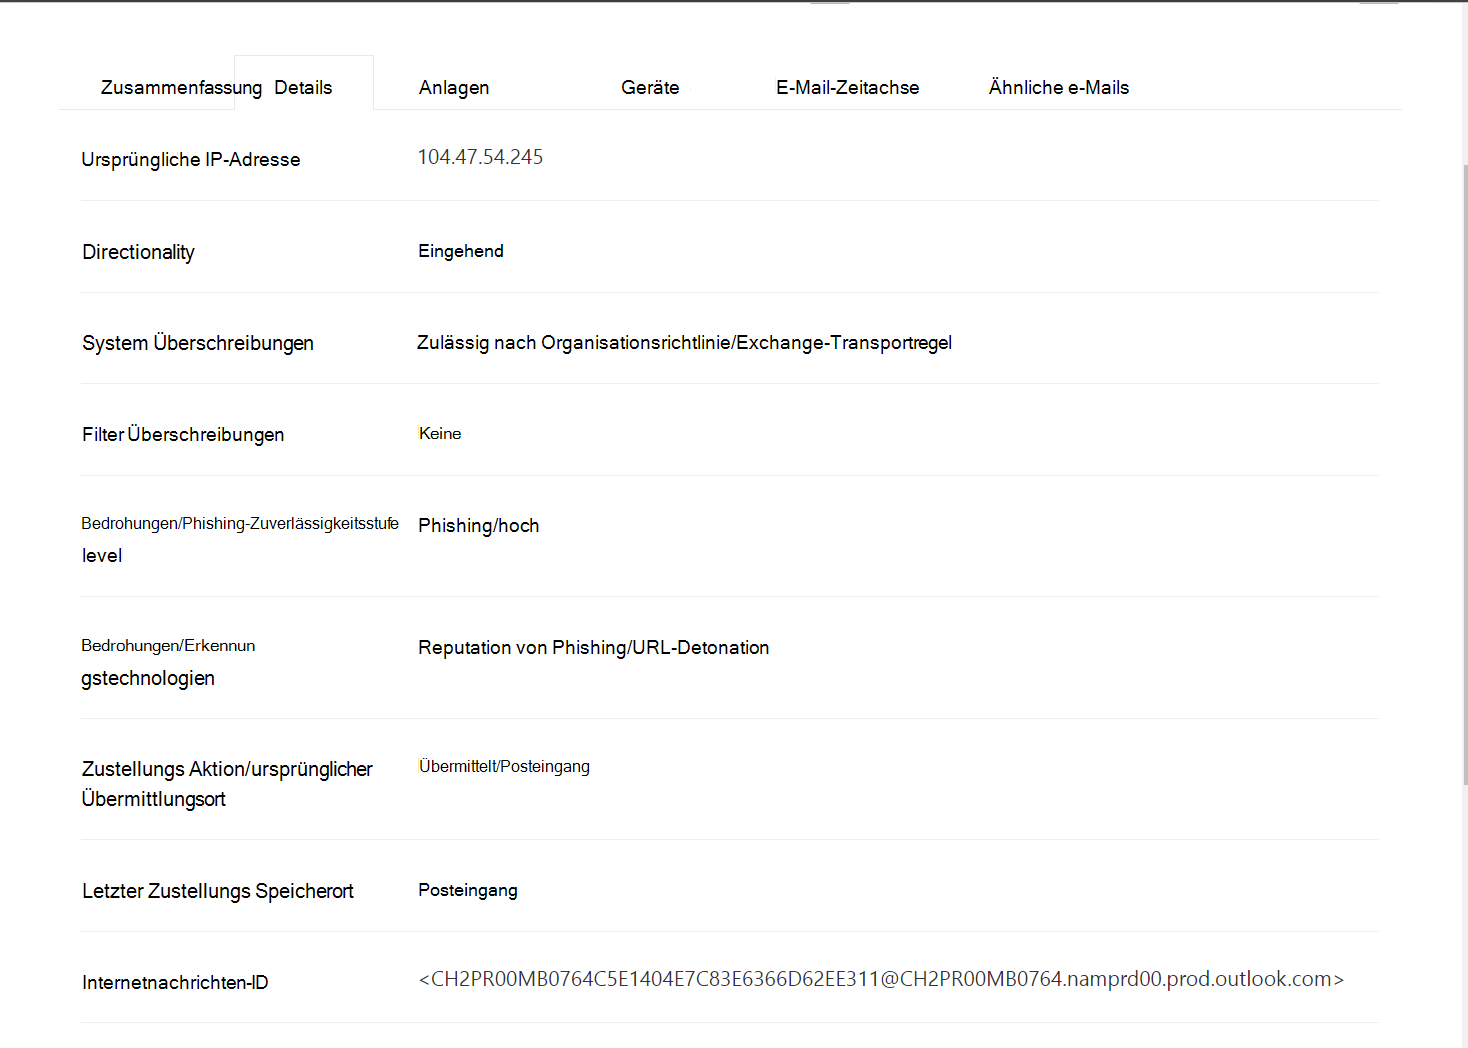 Zusammenfassung Details Anlagen Geräte E-Mail-Zeitachse Ähnliche e-Mails
Ursprüngliche IP-Adresse 104.47.54.245
Directionality Eingehend
System Überschreibungen Zulässig nach Organisationsrichtlinie/Exchange-Transportregel
Filter Überschreibungen Keine
Bedrohungen/Phishing-Zuverlässigkeitsstufe Phishing/hoch
level
Bedrohungen/Erkennun Reputation von Phishing/URL-Detonation
gstechnologien
Zustellungs Aktion/ursprünglicher Übermittelt/Posteingang
Übermittlungsort
Letzter Zustellungs Speicherort Posteingang
Internetnachrichten-ID <CH2PR00MB0764C5E1404E7C83E6366D62EE311@CH2PR00MB0764.namprd00.prod.outlook.com>